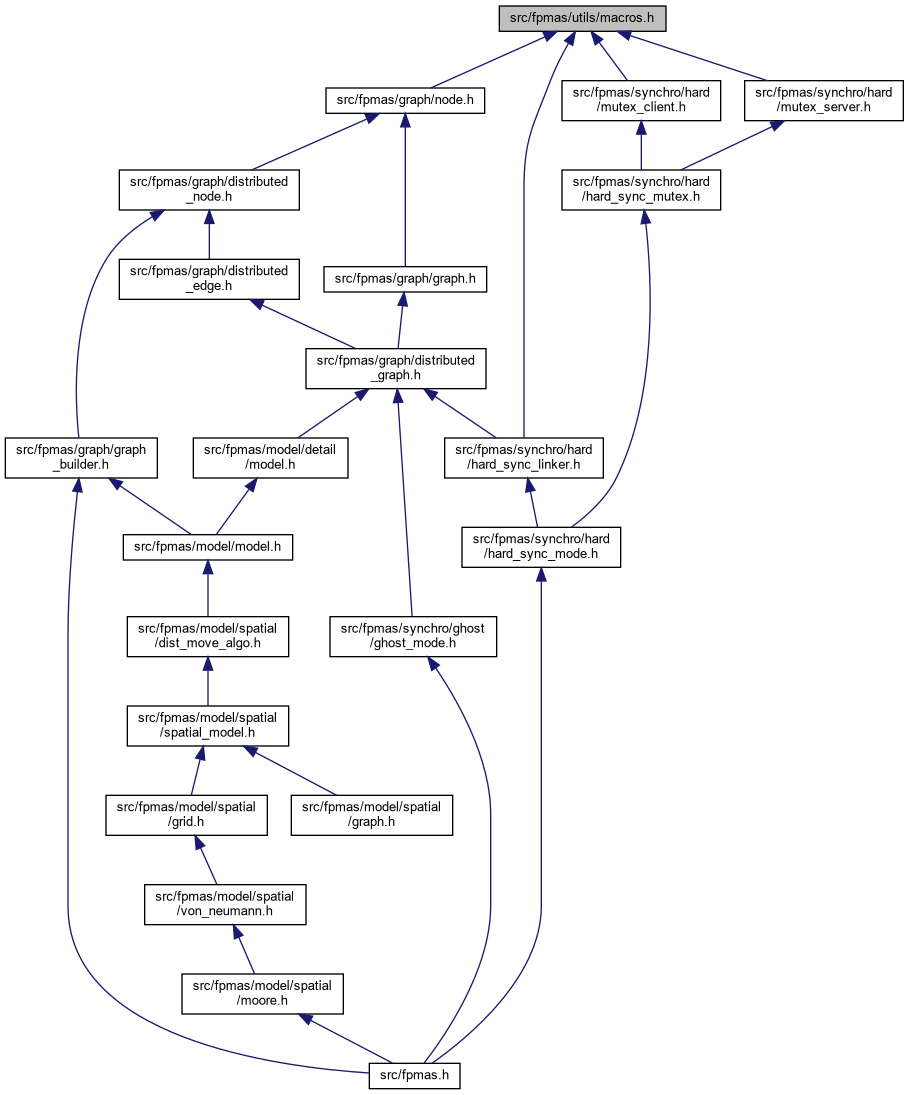 src/fpmas/utils/macros.h
src/fpmas/graph/node.h
src/fpmas/synchro/hard
/mutex_client.h
src/fpmas/synchro/hard
/mutex_server.h
src/fpmas/graph/distributed
_node.h
src/fpmas/synchro/hard
/hard_sync_mutex.h
src/fpmas/graph/distributed
_edge.h
src/fpmas/graph/graph.h
src/fpmas/graph/distributed
_graph.h
src/fpmas/graph/graph
_builder.h
src/fpmas/model/detail
/model.h
src/fpmas/synchro/hard
/hard_sync_linker.h
src/fpmas/model/model.h
src/fpmas/synchro/hard
/hard_sync_mode.h
src/fpmas/model/spatial
/dist_move_algo.h
src/fpmas/synchro/ghost
/ghost_mode.h
src/fpmas/model/spatial
/spatial_model.h
src/fpmas/model/spatial
/grid.h
src/fpmas/model/spatial
/graph.h
src/fpmas/model/spatial
/von_neumann.h
src/fpmas/model/spatial
/moore.h
src/fpmas.h